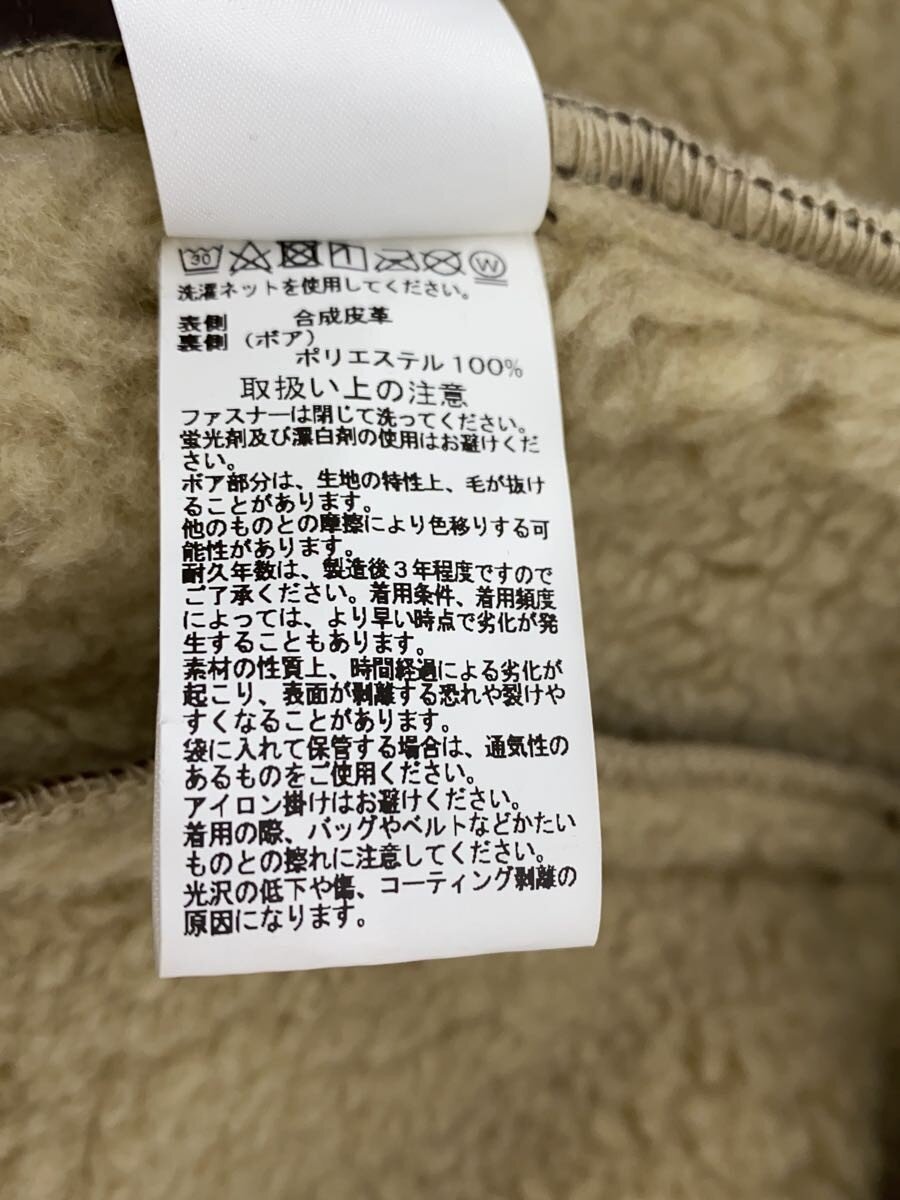 30 W
洗濯ネットを使用してください。
表側 合成皮革
裏側(ボア)
ポリエステル100%
取扱い上の注意
ファスナーは閉じて洗ってください。
蛍光剤及び漂白剤の使用はお避けくだ
さい。
ボア部分は、生地の特性上、毛が抜け
ることがあります。
他のものとの摩擦により色移りする可
能性があります。
耐久年数は、製造後3年程度ですので
ご了承ください。着用条件、着用頻度
によっては、より早い時点で劣化が発
生することもあります。
素材の性質上、時間経過による劣化が
起こり、表面が剥離する恐れや裂けや
すくなることがあります。
袋に入れて保管する場合は、通気性の
あるものをご使用ください。
アイロン掛けはお避けください。
着用の際、バッグやベルトなどかたい
ものとの擦れに注意してください。
光沢の低下や傷、コーティング剥離の
原因になります。